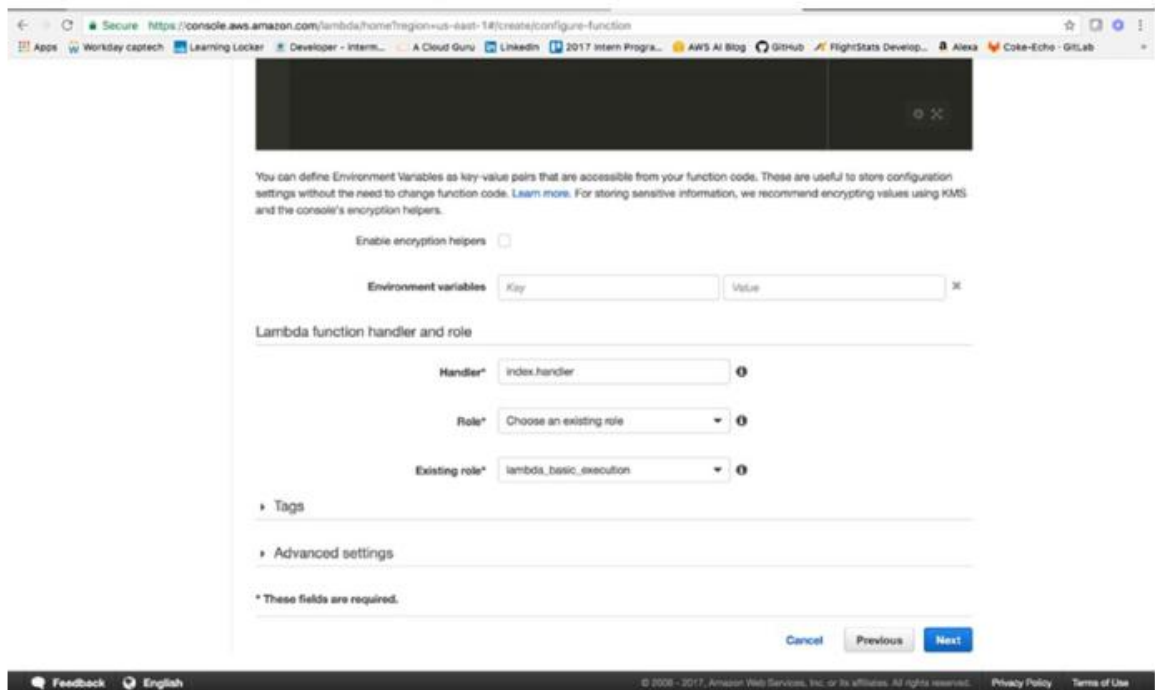 Secure https://console.aws.amazon.com/lambda/home?region=us-east-1#/create/configure-function
Apps Workday captech Learning Locker Developer - Interm... A Cloud Guru LinkedIn 2017 Intern Progra... AWS AI Blog GitHub FlightStats Develop... Alexa Coke-Echo - GitLab
You can define Environment Variables as key-value pairs that are accessible from your function code. These are useful to store configuration
settings without the need to change function code. Learn more. For storing sensitive information, we recommend encrypting values using KMS
and the console's encryption helpers.
Enable encryption helpers
Environment variables Key Value
Lambda function handler and role
Handler* index.handler
Role* Choose an existing role
Existing role* lambda_basic_execution
Tags
Advanced settings
* These fields are required.
Cancel Previous Next
Feedback English © 2008 - 2017, Amazon Web Services, Inc. or its affiliates. All rights reserved. Privacy Policy Terms of Use